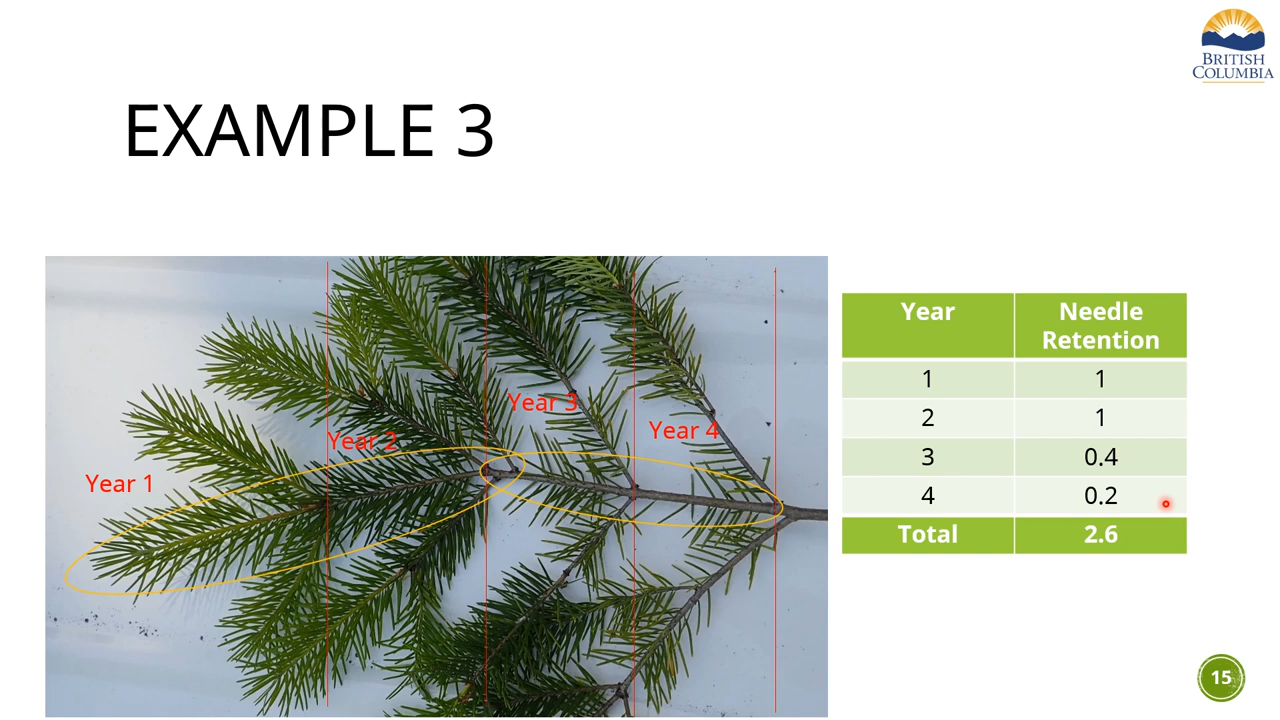 BRITISH
COLUMBIA
EXAMPLE 3
Year 1
Year 2
Year 3
Year 4
Year Needle Retention
1 1
2 1
3 0.4
4 0.2
Total 2.6
15